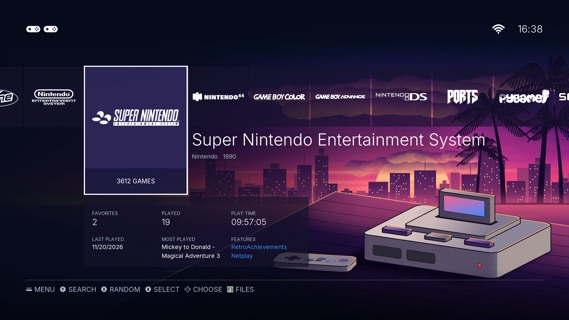 16:38
Nintendo
ENTERTAINMENT
SYSTEM
SUPER NINTENDO
ENTERTAINMENT SYSTEM
NINTENDO64
GAME BOY COLOR
GAME BOY ADVANCE
NINTENDO DS
PORTS
Super Nintendo Entertainment System
Nintendo 1990
3612 GAMES
FAVORITES PLAYED PLAY TIME
2 19 09:57:05
LAST PLAYED MOST PLAYED FEATURES
11/20/2026 Mickey to Donald - RetroAchievements
Magical Adventure 3 Netplay
MENU SEARCH RANDOM SELECT CHOOSE FILES